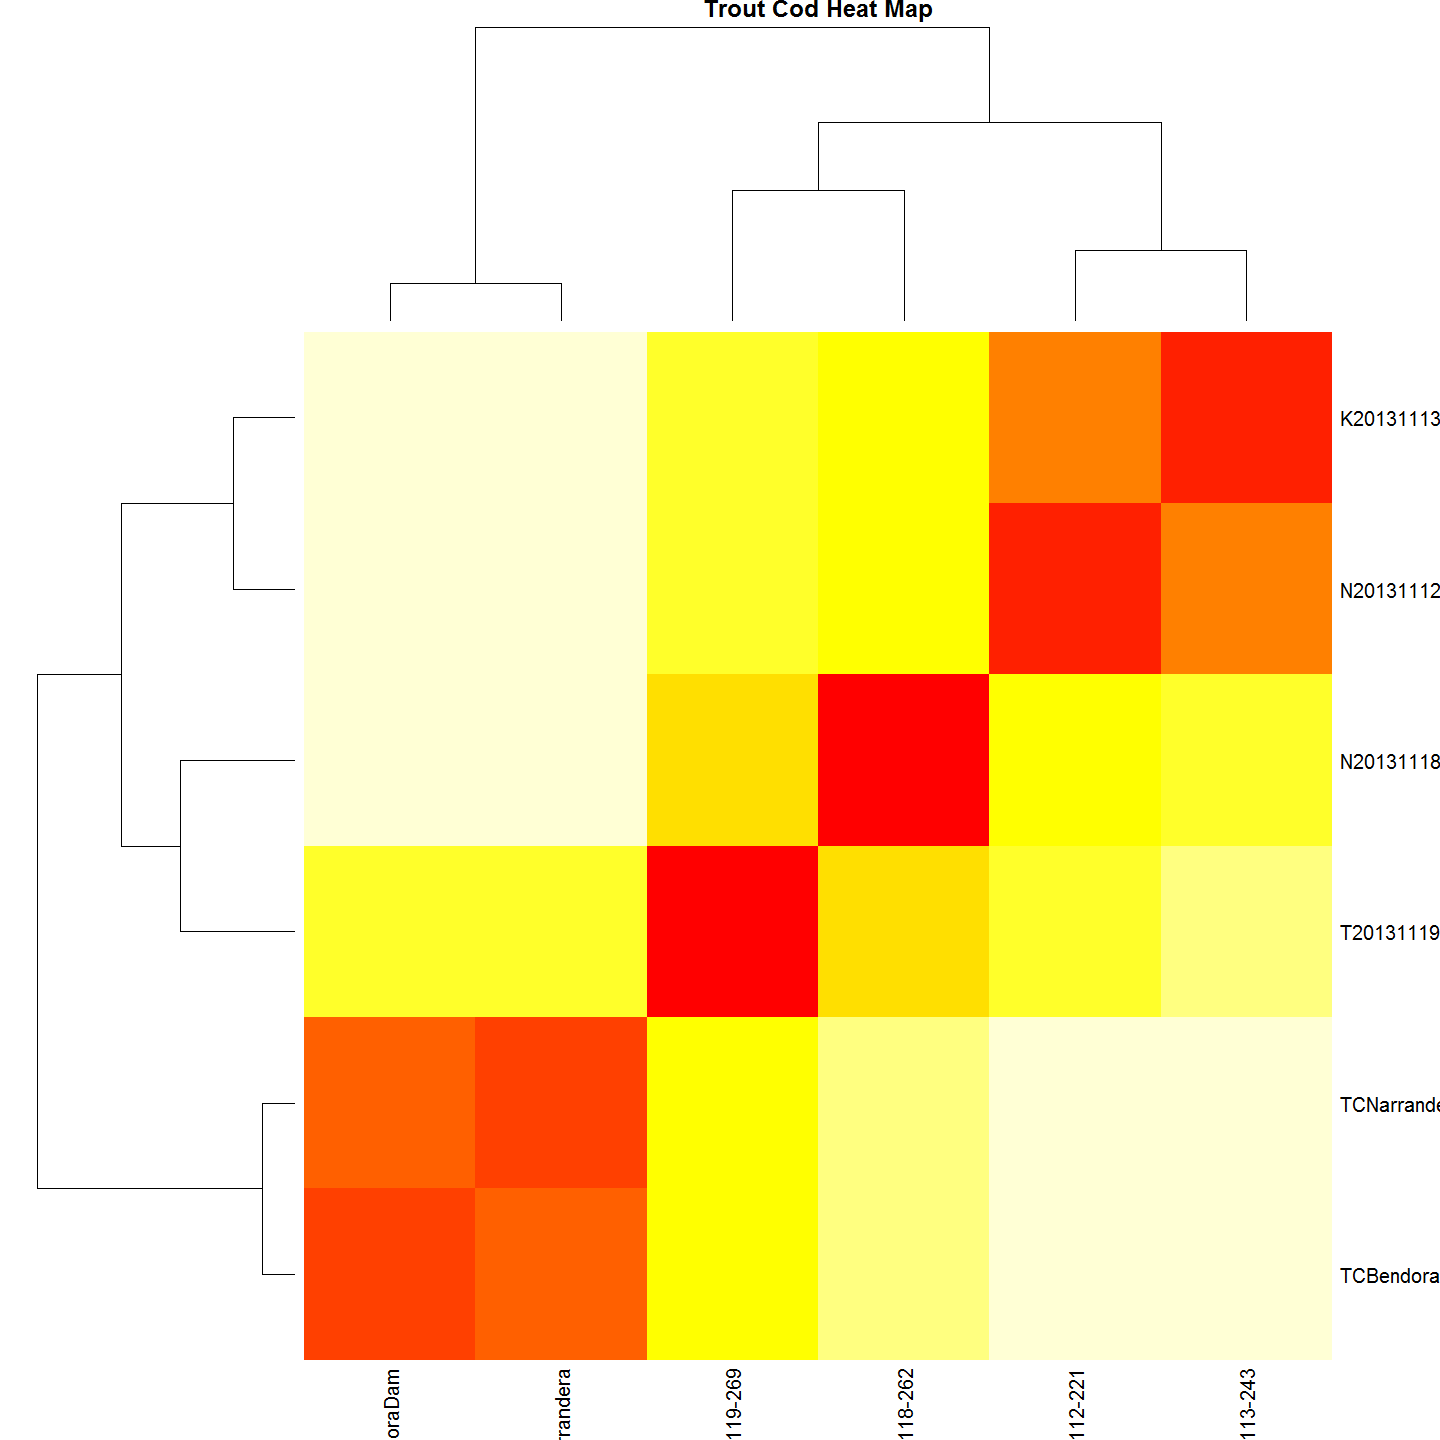 Trout Cod Heat Map
K20131113
N20131112
N20131118
T20131119
TCNarrande
TCBendora
oraDam
rrandera
119-269
118-262
112-221
113-243